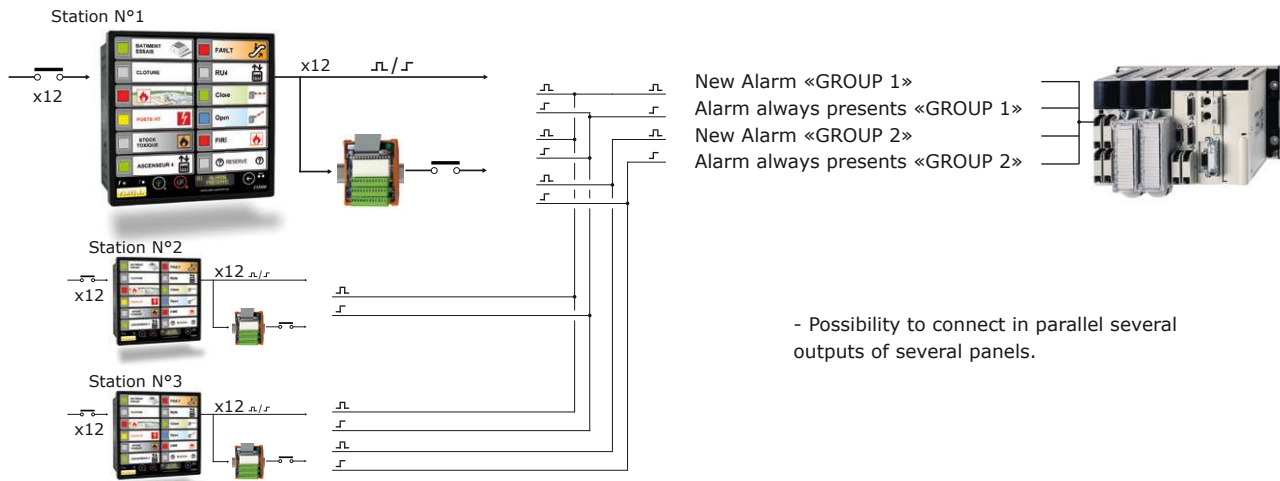 Station N°1
BATIMENT
ESSAIS
FAULT
x12
CLOTURE
RUN
x12
Close
POSTE HT
Open
STOCK
TOXIQUE
FIRE
ASCENSEUR 4
RESERVE
New Alarm «GROUP 1»
Alarm always presents «GROUP 1»
New Alarm «GROUP 2»
Alarm always presents «GROUP 2»
Station N°2
x12
x12
- Possibility to connect in parallel several
outputs of several panels.
Station N°3
x12
x12